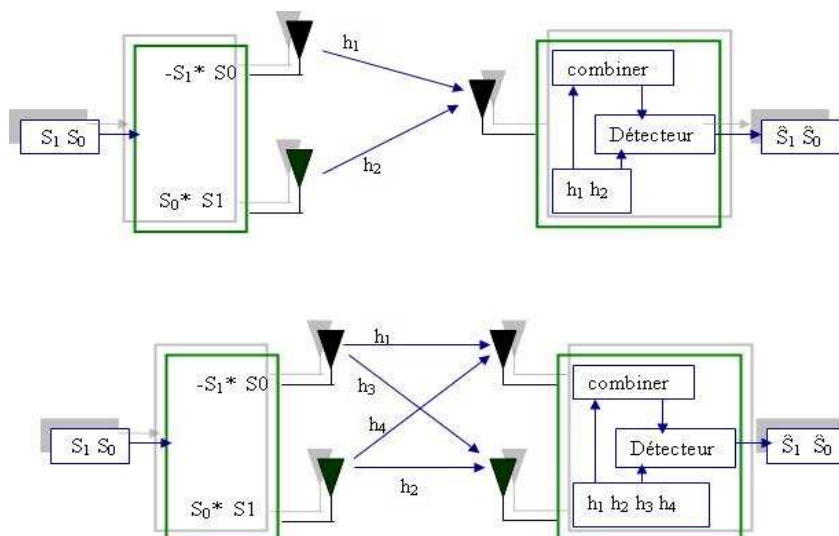 h₁
-S₁* S0
combiner
S₁ S₀
Détecteur
Ŝ₁ Ŝ₀
h₂
h₁ h₂
S₀* S1
h₁
-S₁* S0
h₃
combiner
h₄
S₁ S₀
Détecteur
Ŝ₁ Ŝ₀
h₂
S₀* S1
h₁ h₂ h₃ h₄